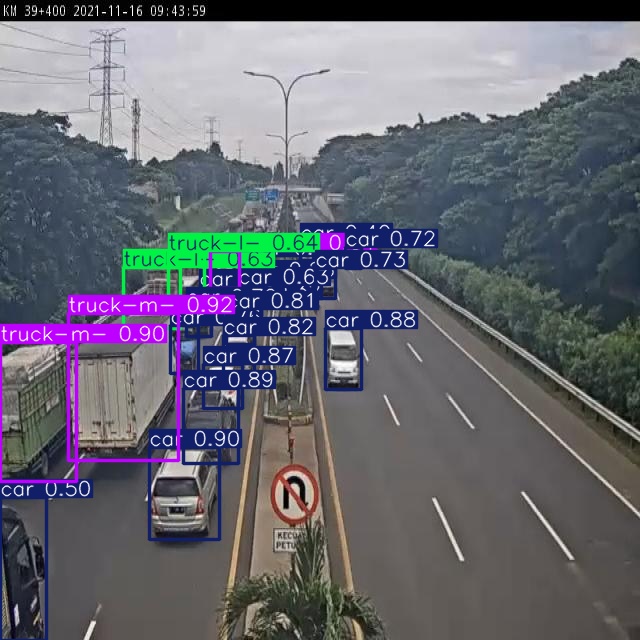 KM 39+400 2021-11-16 09:43:59
car 0.72
truck-l- 0.64
car 0.73
truck-l- 0.63
car 0.63
truck-m- 0.92
car 0.81
car 0.82
car 0.88
truck-m- 0.90
car 0.87
car 0.89
car 0.90
car 0.50
KECUALI
PETUGAS